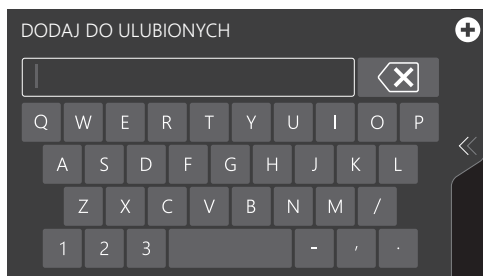 DODAJ DO ULUBIONYCH
Q W E R T Y U I O P
A S D F G H J K L
Z X C V B N M /
1 2 3 - , .